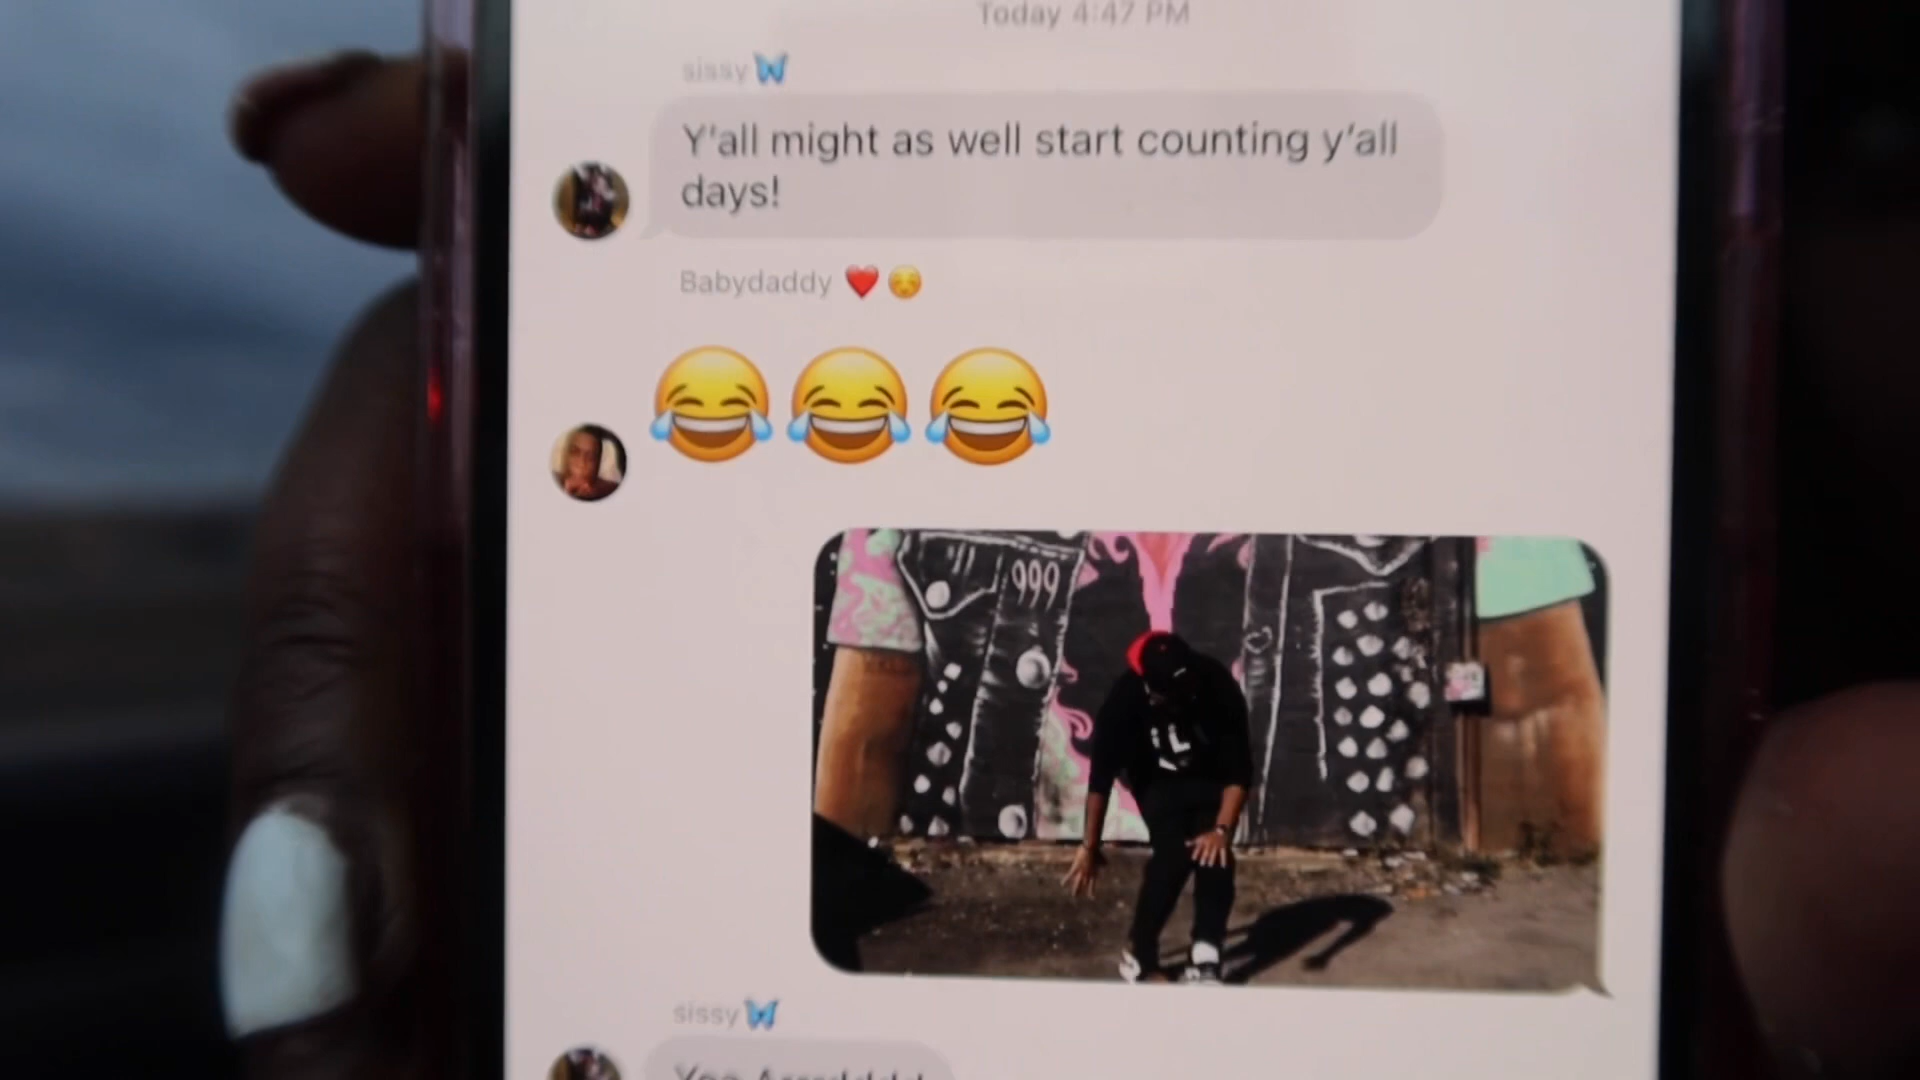 Today 4:47 PM
sissy🦋
Y'all might as well start counting y'all
days!
Babydaddy ❤️☺️
😂😂😂
999
sissy🦋